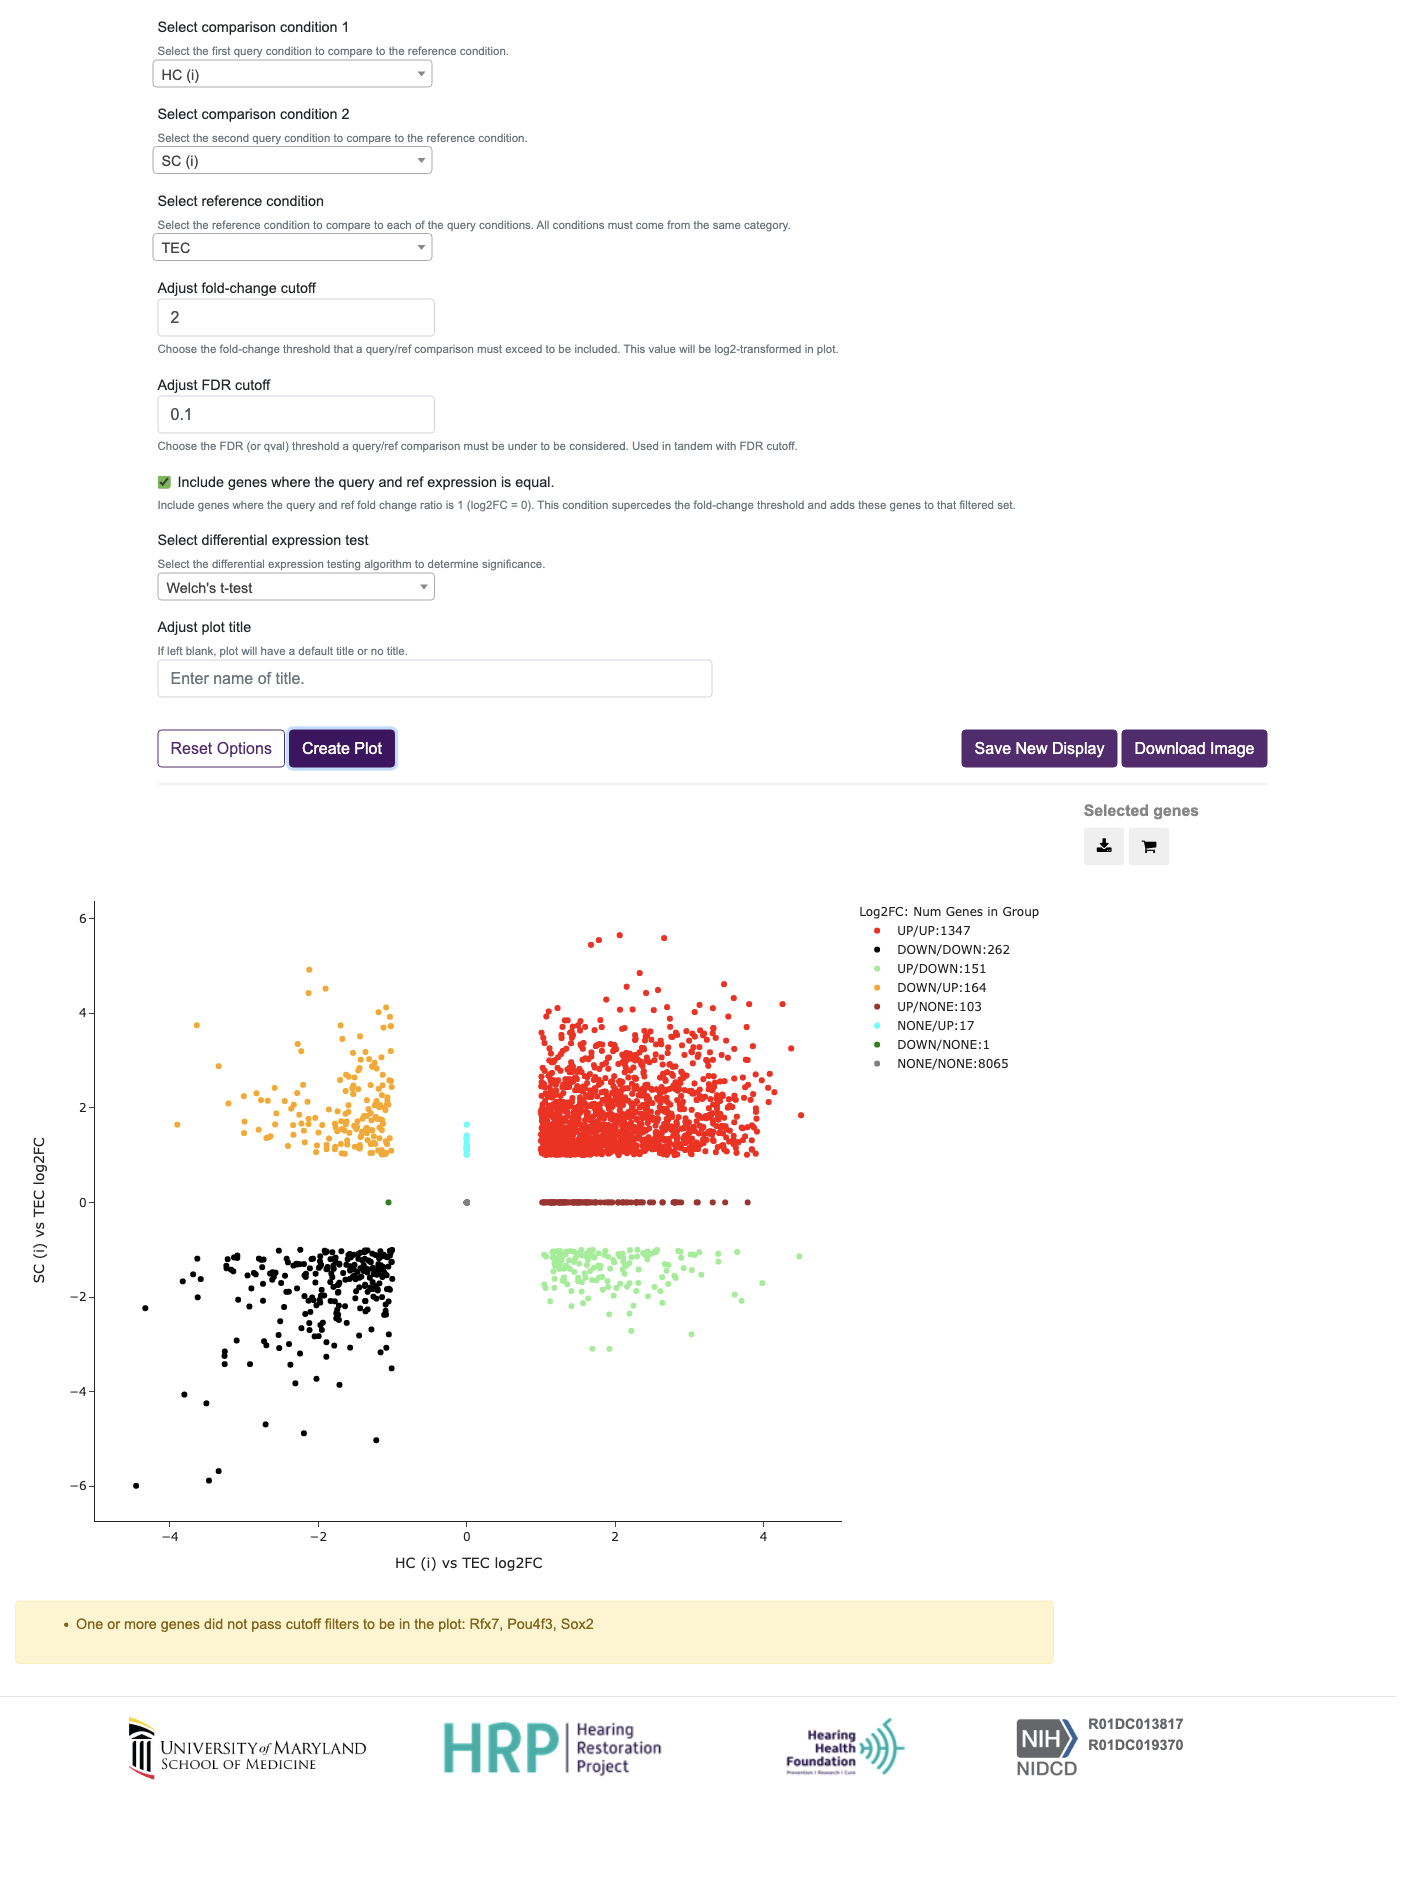 Select comparison condition 1
Select the first query condition to compare to the reference condition.
HC (i)
Select comparison condition 2
Select the second query condition to compare to the reference condition.
SC (i)
Select reference condition
Select the reference condition to compare to each of the query conditions. All conditions must come from the same category.
TEC
Adjust fold-change cutoff
2
Choose the fold-change threshold that a query/ref comparison must exceed to be included. This value will be log2-transformed in plot.
Adjust FDR cutoff
0.1
Choose the FDR (or qval) threshold a query/ref comparison must be under to be considered. Used in tandem with FDR cutoff.
Include genes where the query and ref expression is equal.
Include genes where the query and ref fold change ratio is 1 (log2FC = 0). This condition supercedes the fold-change threshold and adds these genes to that filtered set.
Select differential expression test
Select the differential expression testing algorithm to determine significance.
Welch's t-test
Adjust plot title
If left blank, plot will have a default title or no title.
Enter name of title.
Reset Options Create Plot Save New Display Download Image
Selected genes
Log2FC: Num Genes in Group
UP/UP:1347
DOWN/DOWN:262
UP/DOWN:151
DOWN/UP:164
UP/NONE:103
NONE/UP:17
DOWN/NONE:1
NONE/NONE:8065
6
4
2
0
−2
−4
−6
SC (i) vs TEC log2FC
−4 −2 0 2 4
HC (i) vs TEC log2FC
• One or more genes did not pass cutoff filters to be in the plot: Rfx7, Pou4f3, Sox2
UNIVERSITY of MARYLAND
SCHOOL OF MEDICINE
HRP
Hearing
Restoration
Project
Hearing
Health
Foundation
Prevention | Research | Cure
NIH
NIDCD
R01DC013817
R01DC019370